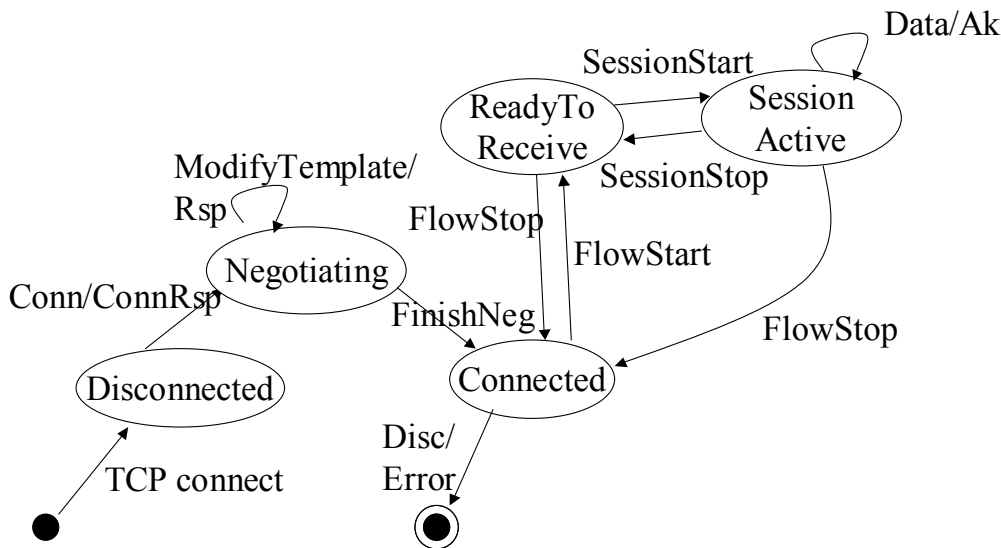 Data/Ak
SessionStart
ReadyTo
Receive
Session
Active
SessionStop
ModifyTemplate/
Rsp
FlowStop
FlowStart
Negotiating
Conn/ConnRsp
FinishNeg
FlowStop
Disconnected
Connected
Disc/
Error
TCP connect